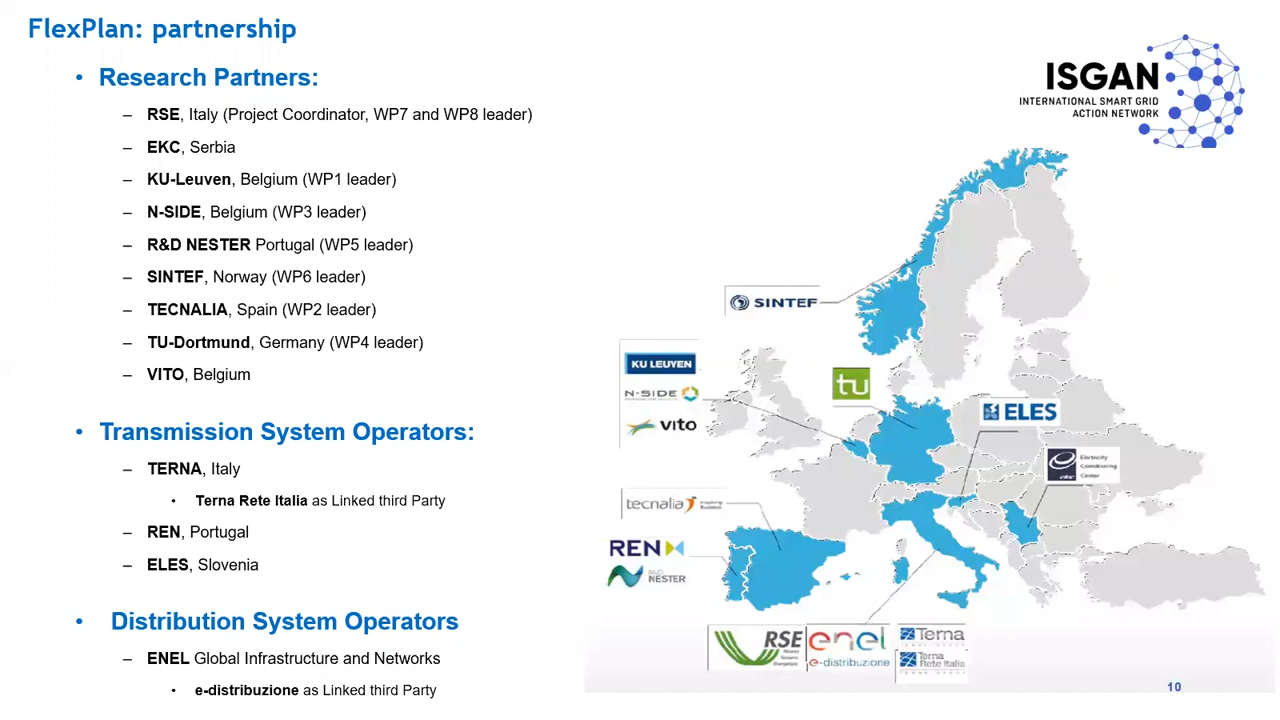 FlexPlan: partnership
• Research Partners:
– RSE, Italy (Project Coordinator, WP7 and WP8 leader)
– EKC, Serbia
– KU-Leuven, Belgium (WP1 leader)
– N-SIDE, Belgium (WP3 leader)
– R&D NESTER Portugal (WP5 leader)
– SINTEF, Norway (WP6 leader)
– TECNALIA, Spain (WP2 leader)
– TU-Dortmund, Germany (WP4 leader)
– VITO, Belgium
• Transmission System Operators:
– TERNA, Italy
• Terna Rete Italia as Linked third Party
– REN, Portugal
– ELES, Slovenia
• Distribution System Operators
– ENEL Global Infrastructure and Networks
• e-distribuzione as Linked third Party
ISGAN
INTERNATIONAL SMART GRID
ACTION NETWORK
SINTEF
KU LEUVEN
N-SIDE
vito
tu
ELES
Electricity
Coordinating
Center
ekc
tecnalia
REN
R&D
NESTER
RSE
enel
e-distribuzione
Terna
Terna
Rete Italia
10